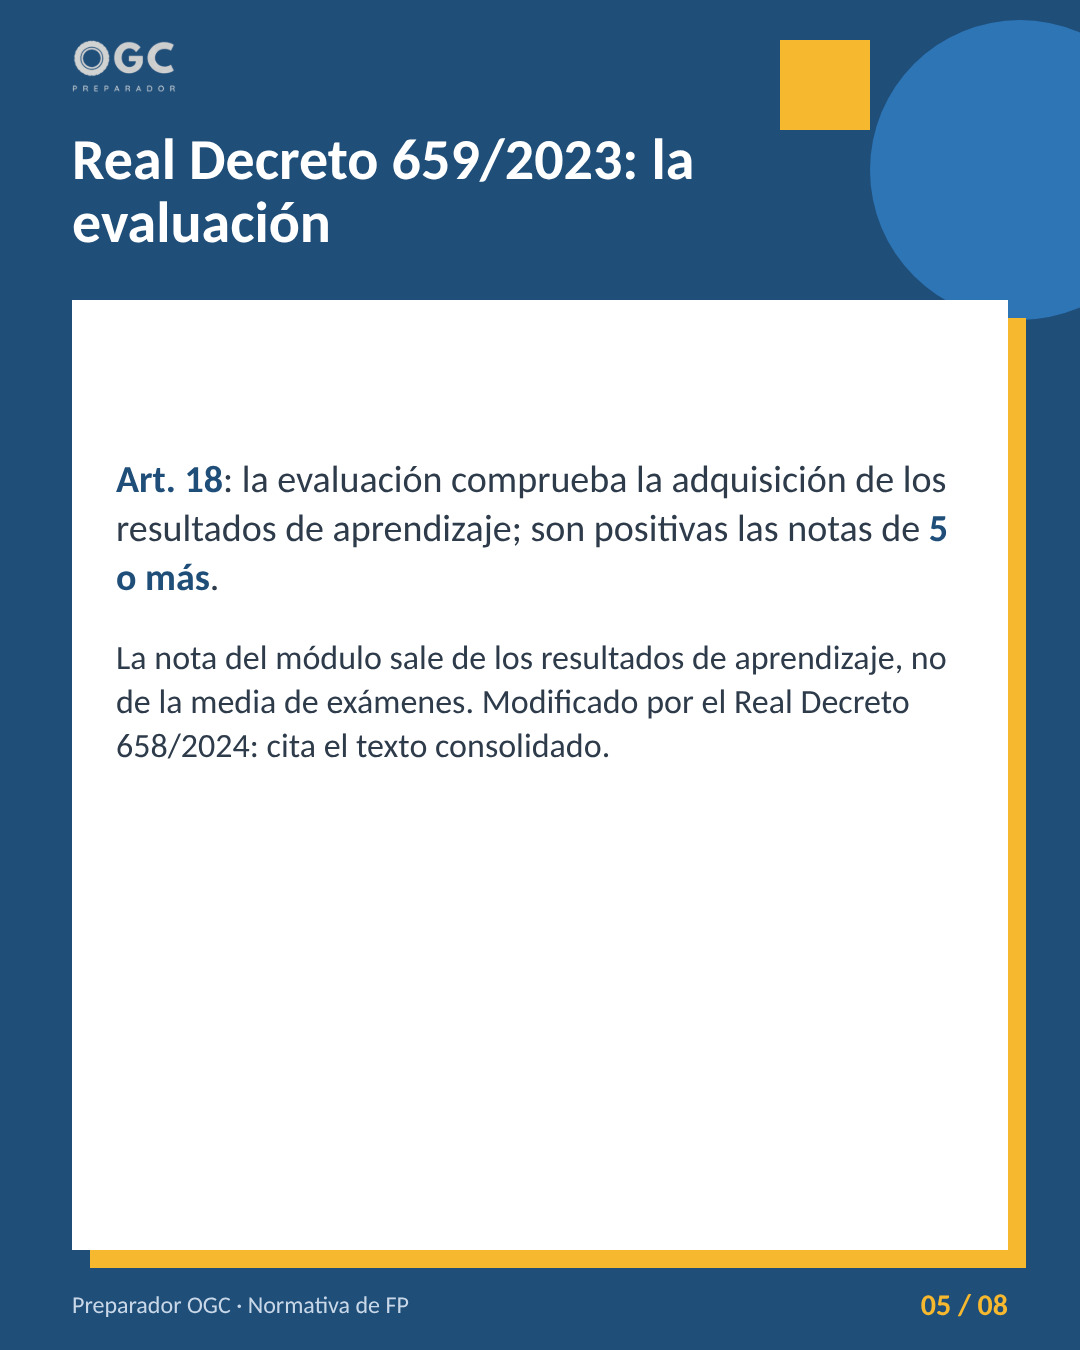 OGC
PREPARADOR
Real Decreto 659/2023: la
evaluación
Art. 18: la evaluación comprueba la adquisición de los
resultados de aprendizaje; son positivas las notas de 5
o más.
La nota del módulo sale de los resultados de aprendizaje, no
de la media de exámenes. Modificado por el Real Decreto
658/2024: cita el texto consolidado.
Preparador OGC · Normativa de FP
05 / 08